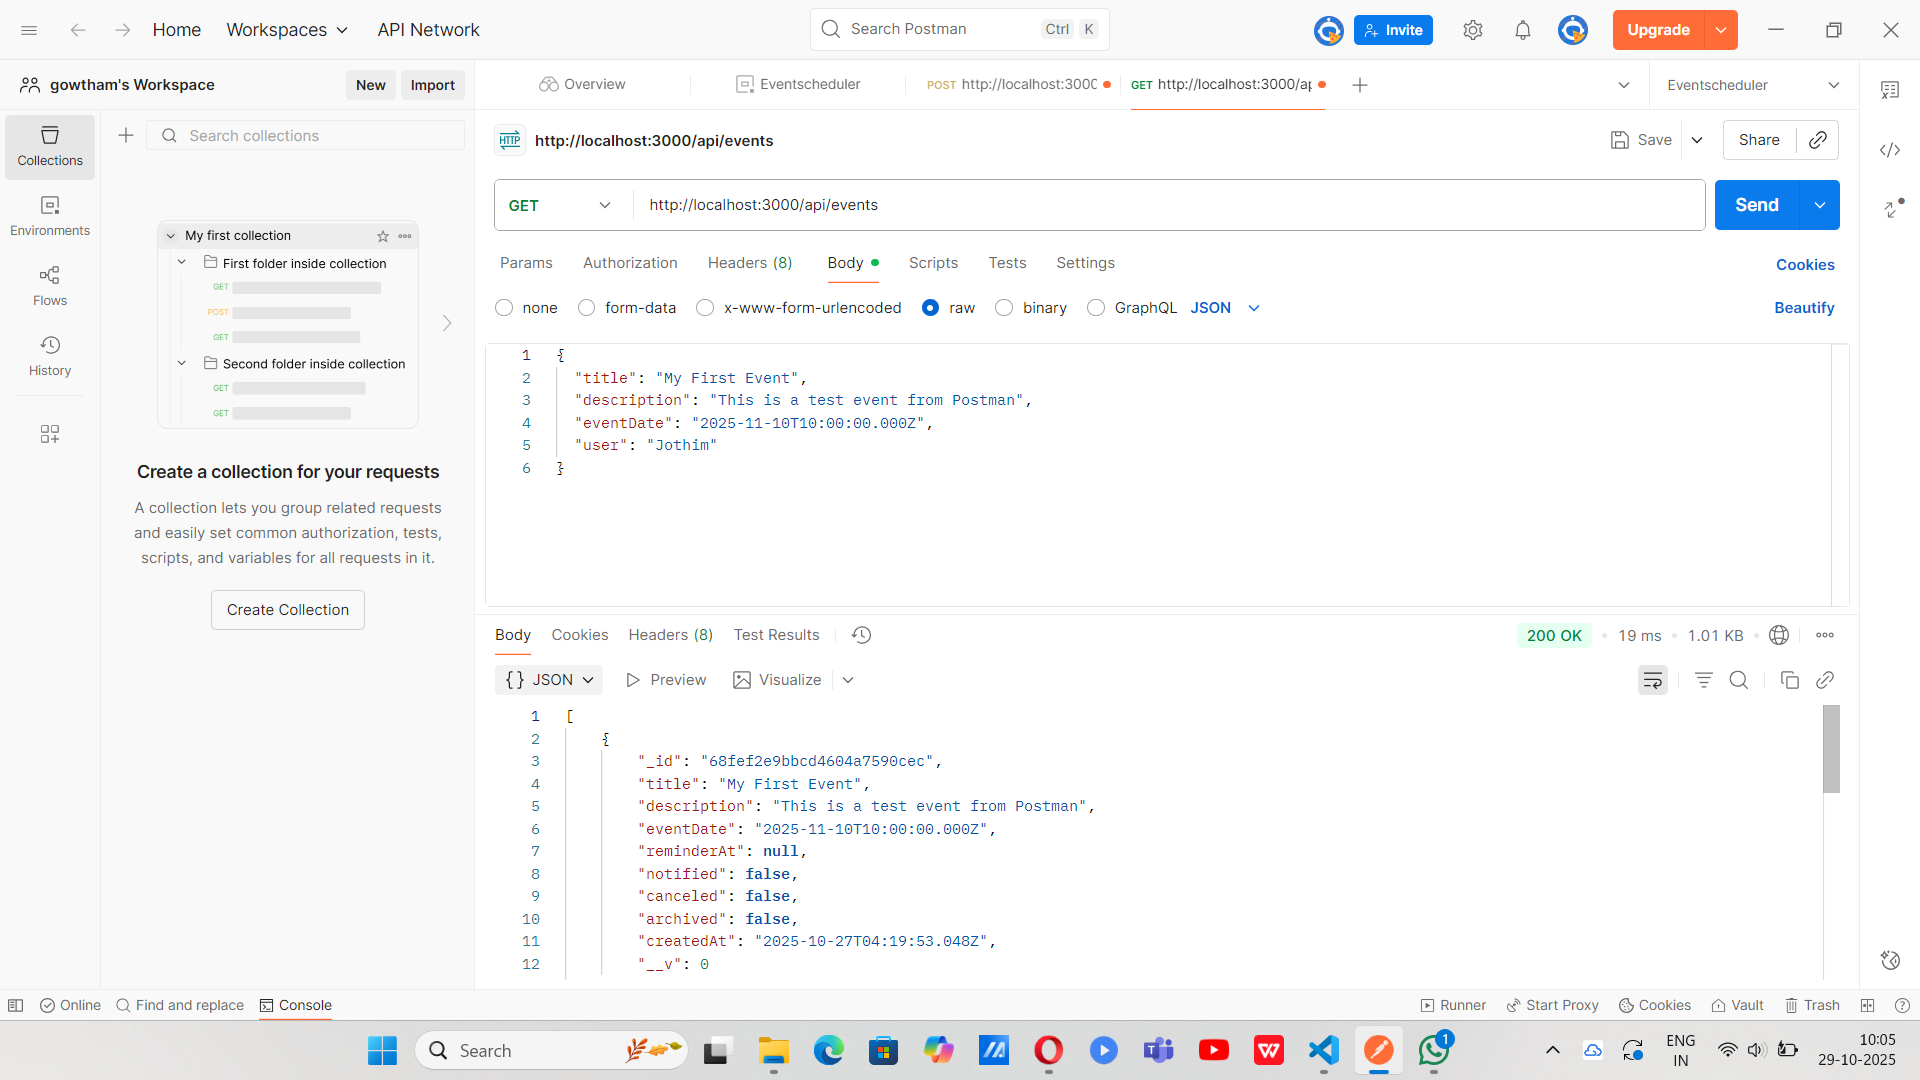 Home
Workspaces
API Network
Search Postman
Ctrl K
Invite
Upgrade
gowtham's Workspace
New
Import
Overview
Eventscheduler
POST http://localhost:3000
GET http://localhost:3000/ap
Eventscheduler
Collections
Environments
Flows
History
Search collections
My first collection
First folder inside collection
GET
POST
GET
Second folder inside collection
GET
GET
Create a collection for your requests
A collection lets you group related requests
and easily set common authorization, tests,
scripts, and variables for all requests in it.
Create Collection
HTTP http://localhost:3000/api/events
Save
Share
GET http://localhost:3000/api/events
Send
Params Authorization Headers (8) Body Scripts Tests Settings
Cookies
none form-data x-www-form-urlencoded raw binary GraphQL JSON
Beautify
1 {
2 "title": "My First Event",
3 "description": "This is a test event from Postman",
4 "eventDate": "2025-11-10T10:00:00.000Z",
5 "user": "Jothim"
6 }
Body Cookies Headers (8) Test Results
200 OK 19 ms 1.01 KB
{} JSON Preview Visualize
1 [
2 {
3 "_id": "68fef2e9bbcd4604a7590cec",
4 "title": "My First Event",
5 "description": "This is a test event from Postman",
6 "eventDate": "2025-11-10T10:00:00.000Z",
7 "reminderAt": null,
8 "notified": false,
9 "canceled": false,
10 "archived": false,
11 "createdAt": "2025-10-27T04:19:53.048Z",
12 "__v": 0
Online Find and replace Console
Runner Start Proxy Cookies Vault Trash
Search
1
ENG
IN
10:05
29-10-2025